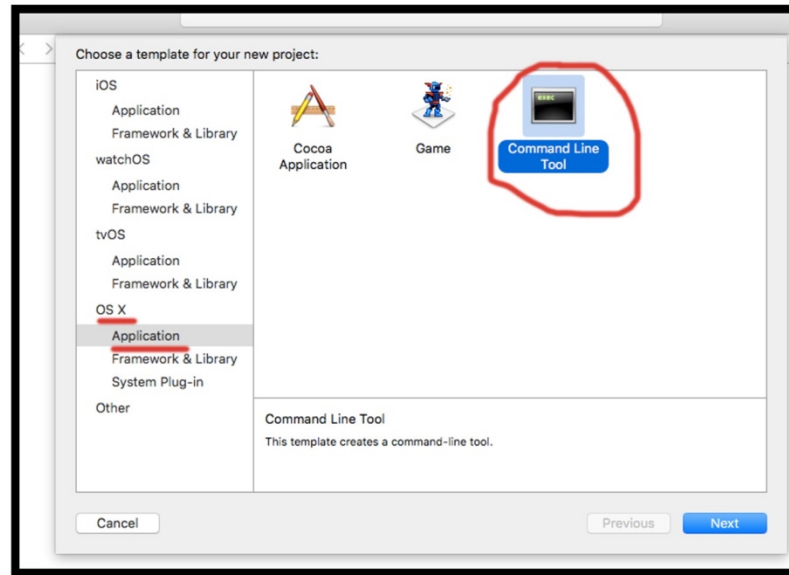 Choose a template for your new project:
iOS
Application
Framework & Library
watchOS
Application
Framework & Library
tvOS
Application
Framework & Library
OS X
Application
Framework & Library
System Plug-in
Other
Cocoa
Application
Game
exec
Command Line
Tool
Command Line Tool
This template creates a command-line tool.
Cancel
Previous
Next